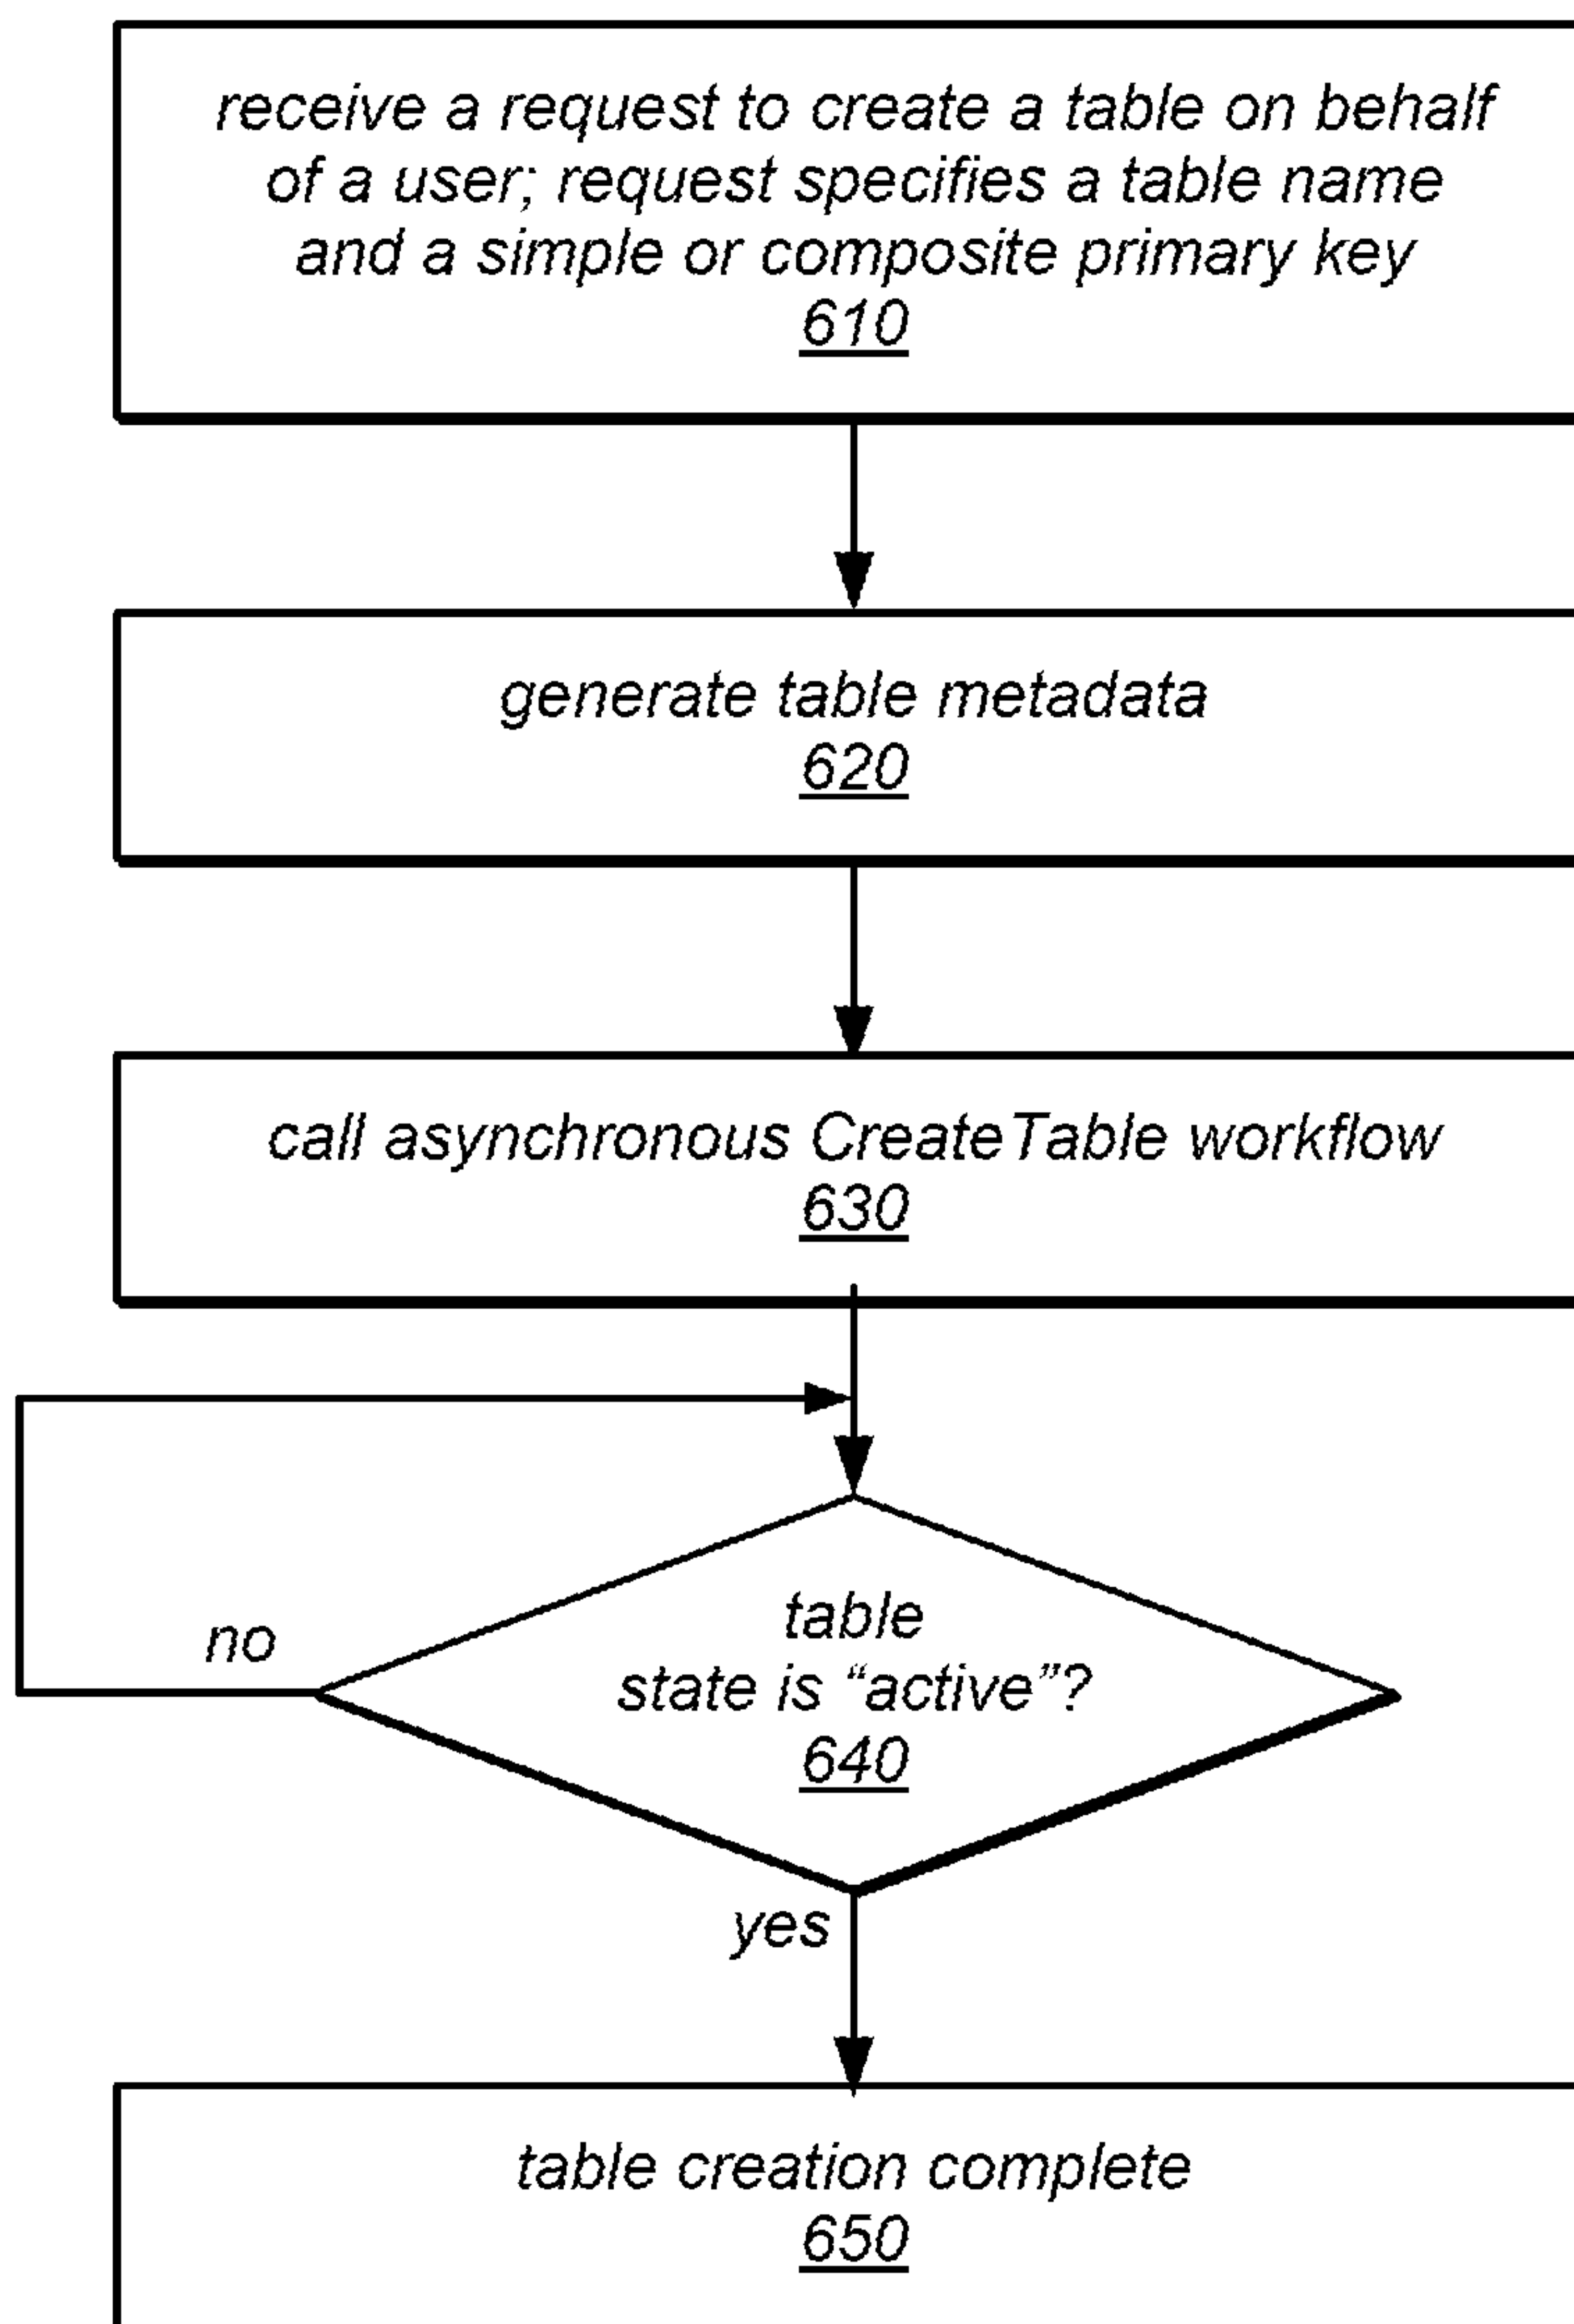 receive a request to create a table on behalf
of a user; request specifies a table name
and a simple or composite primary key
610
generate table metadata
620
call asynchronous CreateTable workflow
630
no
table
state is “active”?
640
yes
table creation complete
650